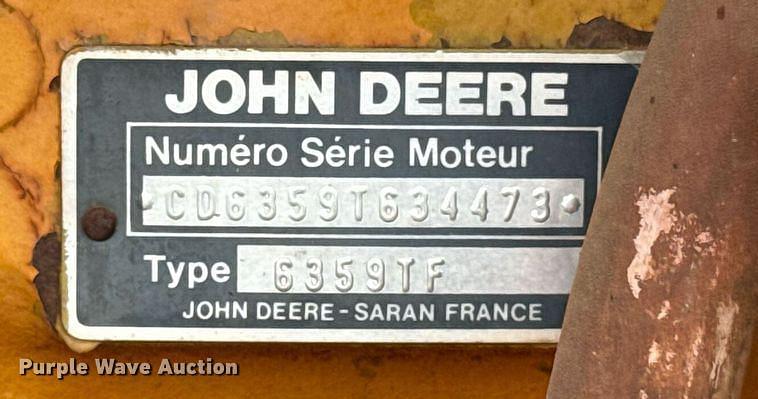 JOHN DEERE
Numéro Série Moteur
*CD6359T634473*
Type 6359TF
JOHN DEERE - SARAN FRANCE
Purple Wave Auction